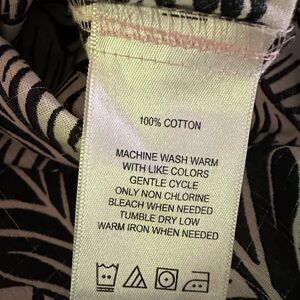 100% COTTON
MACHINE WASH WARM
WITH LIKE COLORS
GENTLE CYCLE
ONLY NON CHLORINE
BLEACH WHEN NEEDED
TUMBLE DRY LOW
WARM IRON WHEN NEEDED